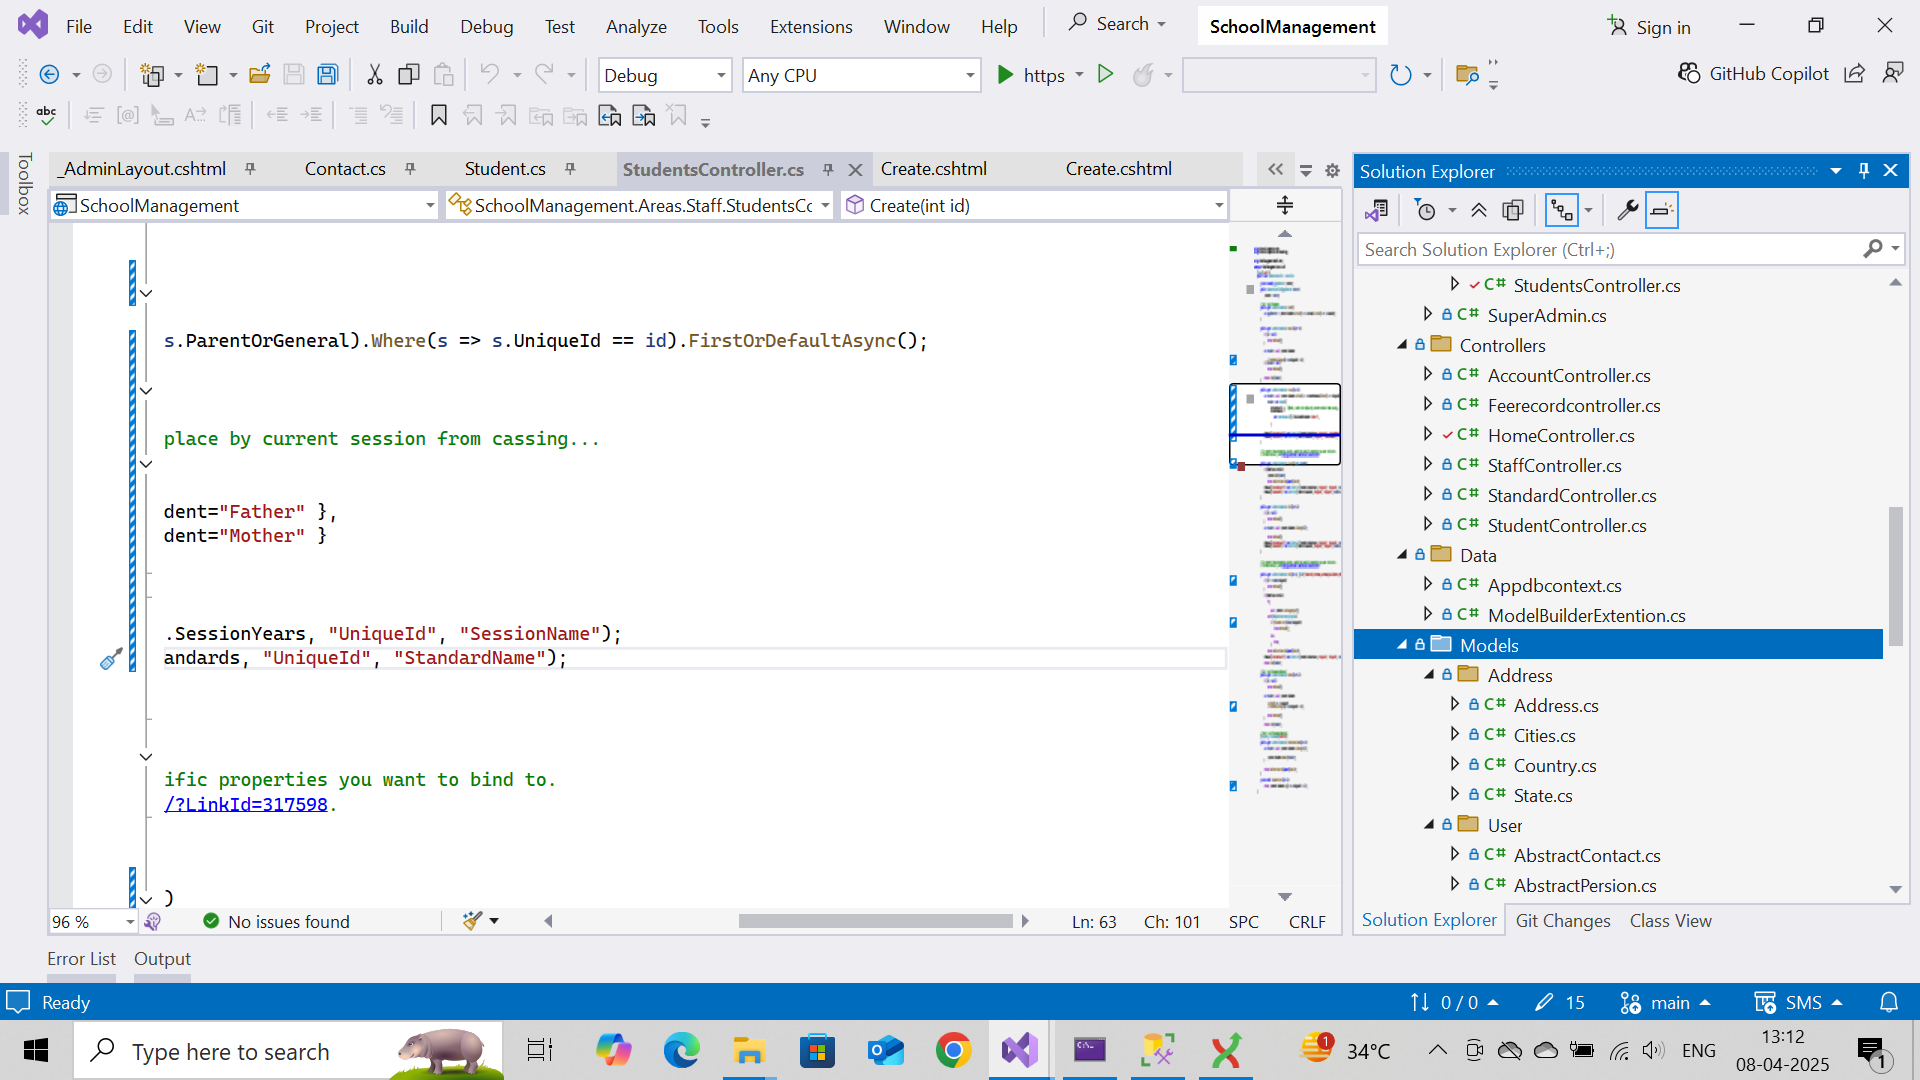 File Edit View Git Project Build Debug Test Analyze Tools Extensions Window Help Search SchoolManagement Sign in
Debug Any CPU https GitHub Copilot
abc
Toolbox
_AdminLayout.cshtml Contact.cs Student.cs StudentsController.cs Create.cshtml Create.cshtml
SchoolManagement SchoolManagement.Areas.Staff.StudentsCo Create(int id)
s.ParentOrGeneral).Where(s => s.UniqueId == id).FirstOrDefaultAsync();
place by current session from cassing...
dent="Father" },
dent="Mother" }
.SessionYears, "UniqueId", "SessionName");
andards, "UniqueId", "StandardName");
ific properties you want to bind to.
/?LinkId=317598.
)
96 % No issues found Ln: 63 Ch: 101 SPC CRLF
Solution Explorer
Search Solution Explorer (Ctrl+;)
C# StudentsController.cs
C# SuperAdmin.cs
Controllers
C# AccountController.cs
C# Feerecordcontroller.cs
C# HomeController.cs
C# StaffController.cs
C# StandardController.cs
C# StudentController.cs
Data
C# Appdbcontext.cs
C# ModelBuilderExtention.cs
Models
Address
C# Address.cs
C# Cities.cs
C# Country.cs
C# State.cs
User
C# AbstractContact.cs
C# AbstractPersion.cs
Solution Explorer Git Changes Class View
Error List Output
Ready 0 / 0 15 main SMS
Type here to search 1 34°C ENG 13:12
08-04-2025 1